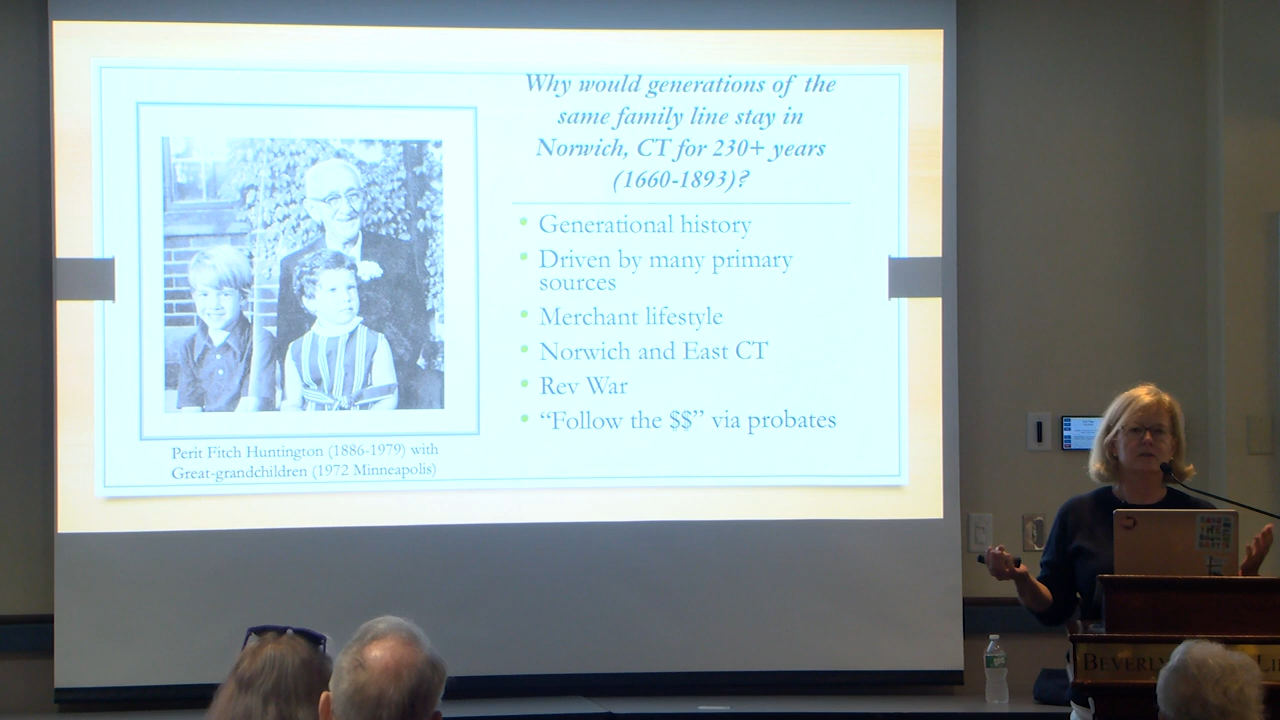 Why would generations of the
same family line stay in
Norwich, CT for 230+ years
(1660-1893)?
• Generational history
• Driven by many primary
sources
• Merchant lifestyle
• Norwich and East CT
• Rev War
• “Follow the $$” via probates
Perit Fitch Huntington (1886-1979) with
Great-grandchildren (1972 Minneapolis)
BEVERLY